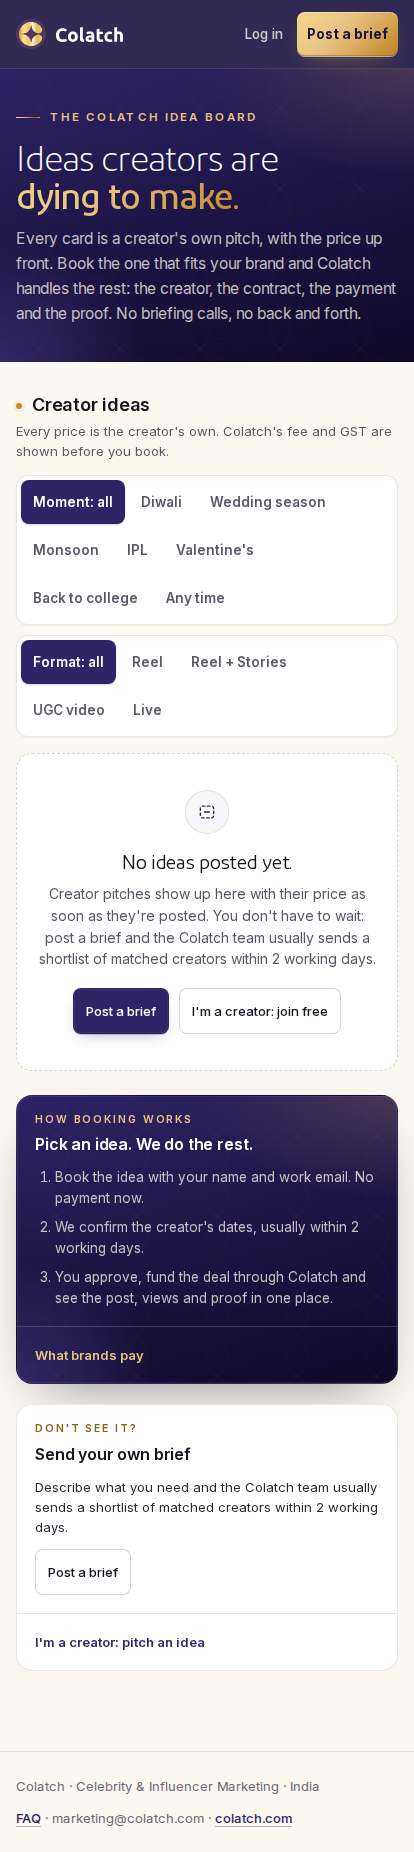 Colatch
Log in
Post a brief
THE COLATCH IDEA BOARD
Ideas creators are
dying to make.
Every card is a creator's own pitch, with the price up
front. Book the one that fits your brand and Colatch
handles the rest: the creator, the contract, the payment
and the proof. No briefing calls, no back and forth.
Creator ideas
Every price is the creator's own. Colatch's fee and GST are
shown before you book.
Moment: all Diwali Wedding season
Monsoon IPL Valentine's
Back to college Any time
Format: all Reel Reel + Stories
UGC video Live
No ideas posted yet.
Creator pitches show up here with their price as
soon as they're posted. You don't have to wait:
post a brief and the Colatch team usually sends a
shortlist of matched creators within 2 working days.
Post a brief I'm a creator: join free
HOW BOOKING WORKS
Pick an idea. We do the rest.
1. Book the idea with your name and work email. No
payment now.
2. We confirm the creator's dates, usually within 2
working days.
3. You approve, fund the deal through Colatch and
see the post, views and proof in one place.
What brands pay
DON'T SEE IT?
Send your own brief
Describe what you need and the Colatch team usually
sends a shortlist of matched creators within 2 working
days.
Post a brief
I'm a creator: pitch an idea
Colatch · Celebrity & Influencer Marketing · India
FAQ · marketing@colatch.com · colatch.com